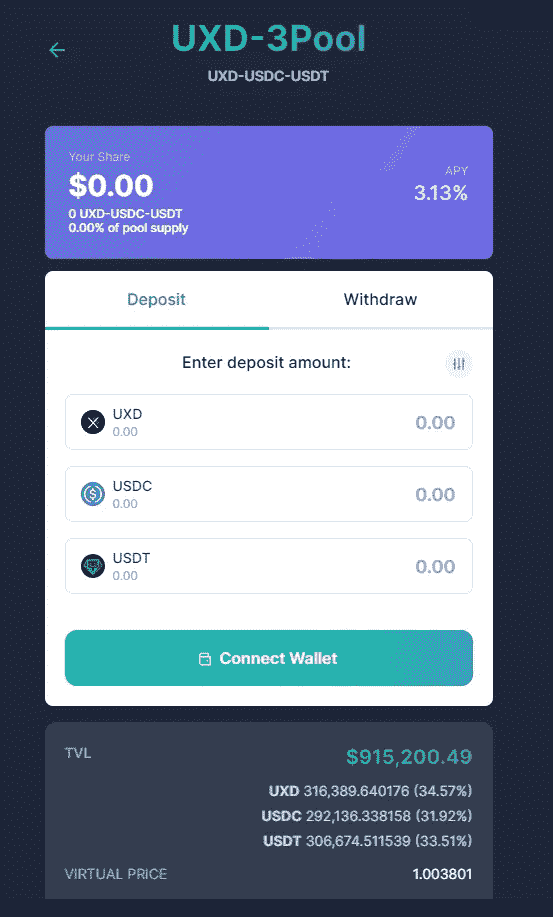 UXD-3Pool
UXD-USDC-USDT
Your Share
$0.00
0 UXD-USDC-USDT
0.00% of pool supply
APY
3.13%
Deposit
Withdraw
Enter deposit amount:
UXD
0.00
0.00
USDC
0.00
0.00
USDT
0.00
0.00
Connect Wallet
TVL
$915,200.49
UXD 316,389.640176 (34.57%)
USDC 292,136.338158 (31.92%)
USDT 306,674.511539 (33.51%)
VIRTUAL PRICE
1.003801